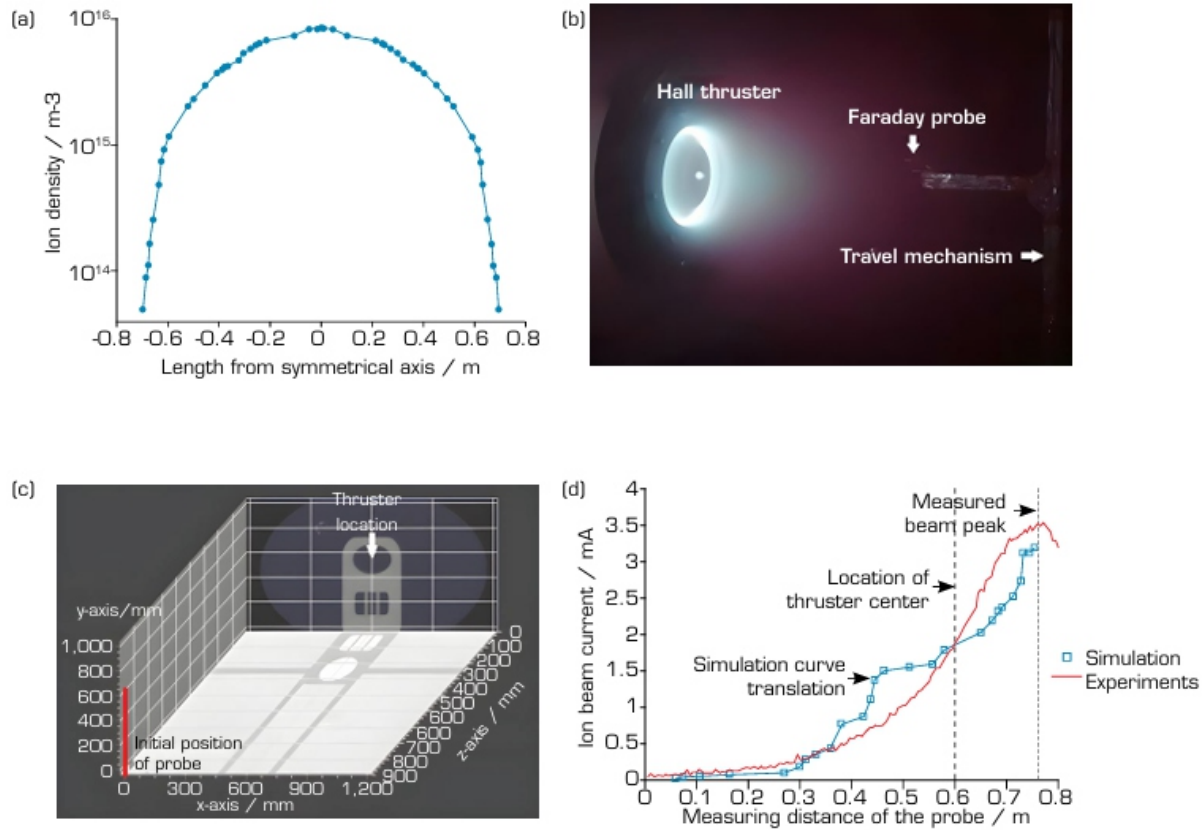 (a)
10¹⁶
10¹⁵
10¹⁴
Ion density / m-3
-0.8 -0.6 -0.4 -0.2 0 0.2 0.4 0.6 0.8
Length from symmetrical axis / m
(b)
Hall thruster
Faraday probe
Travel mechanism
(c)
Thruster
location
y-axis/mm
1,000
800
600
400
200
0
Initial position
of probe
0 300 600 900 1,200
x-axis / mm
0
100
200
300
400
500
600
700
800
900
z-axis / mm
(d)
4
3.5
3
2.5
2
1.5
1
0.5
0
Ion beam current / mA
Measured
beam peak
Location of
thruster center
Simulation curve
translation
Simulation
Experiments
0 0.1 0.2 0.3 0.4 0.5 0.6 0.7 0.8
Measuring distance of the probe / m